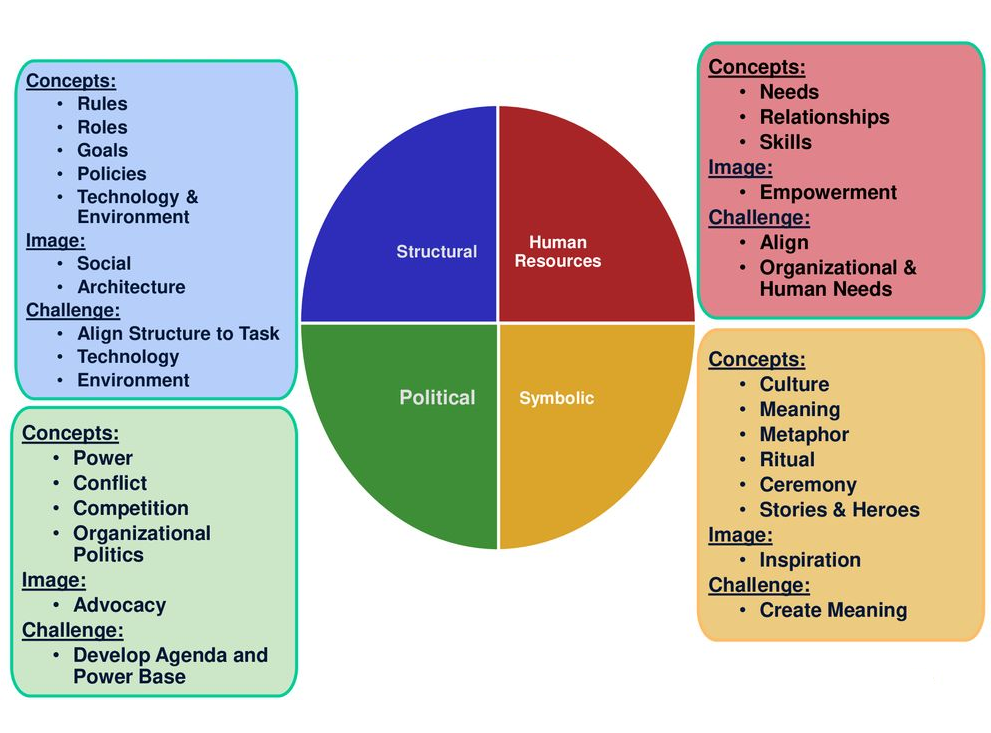 Concepts:
• Rules
• Roles
• Goals
• Policies
• Technology &
Environment
Image:
• Social
• Architecture
Challenge:
• Align Structure to Task
• Technology
• Environment
Structural
Human
Resources
Concepts:
• Needs
• Relationships
• Skills
Image:
• Empowerment
Challenge:
• Align
• Organizational &
Human Needs
Concepts:
• Power
• Conflict
• Competition
• Organizational
Politics
Image:
• Advocacy
Challenge:
• Develop Agenda and
Power Base
Political
Symbolic
Concepts:
• Culture
• Meaning
• Metaphor
• Ritual
• Ceremony
• Stories & Heroes
Image:
• Inspiration
Challenge:
• Create Meaning